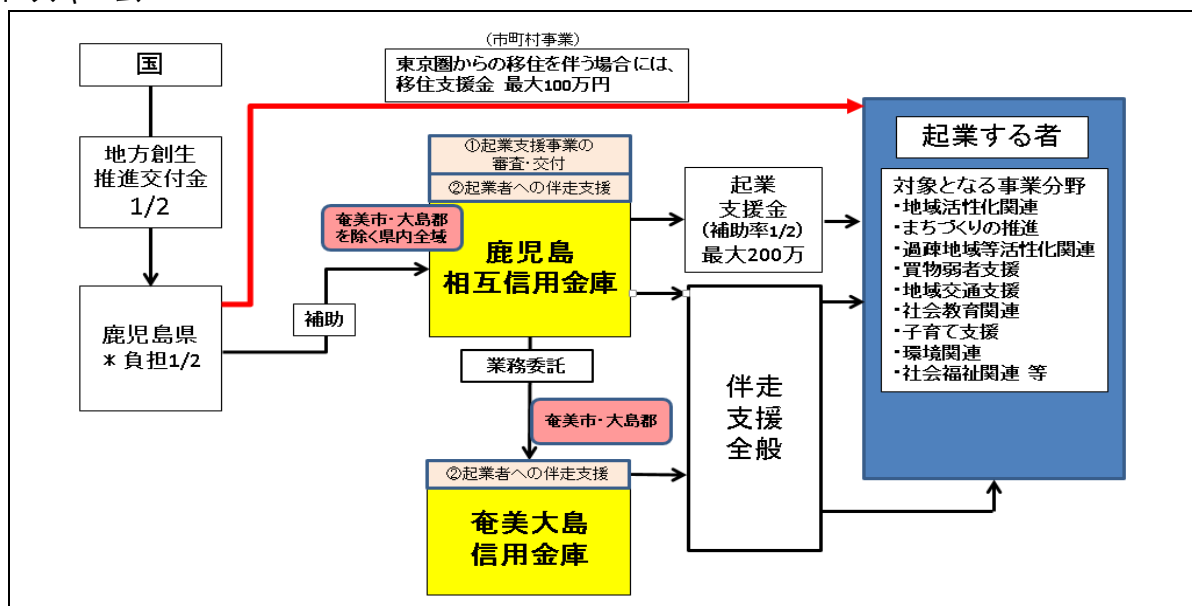 国
地方創生
推進交付金
1/2
鹿児島県
*負担1/2
(市町村事業)
東京圏からの移住を伴う場合には、
移住支援金 最大100万円
補助
奄美市・大島郡
を除く県内全域
①起業支援事業の
審査・交付
②起業者への伴走支援
鹿児島
相互信用金庫
業務委託
奄美市・大島郡
②起業者への伴走支援
奄美大島
信用金庫
起業
支援金
(補助率1/2)
最大200万
伴走
支援
全般
起業する者
対象となる事業分野
・地域活性化関連
・まちづくりの推進
・過疎地域等活性化関連
・買物弱者支援
・地域交通支援
・社会教育関連
・子育て支援
・環境関連
・社会福祉関連 等